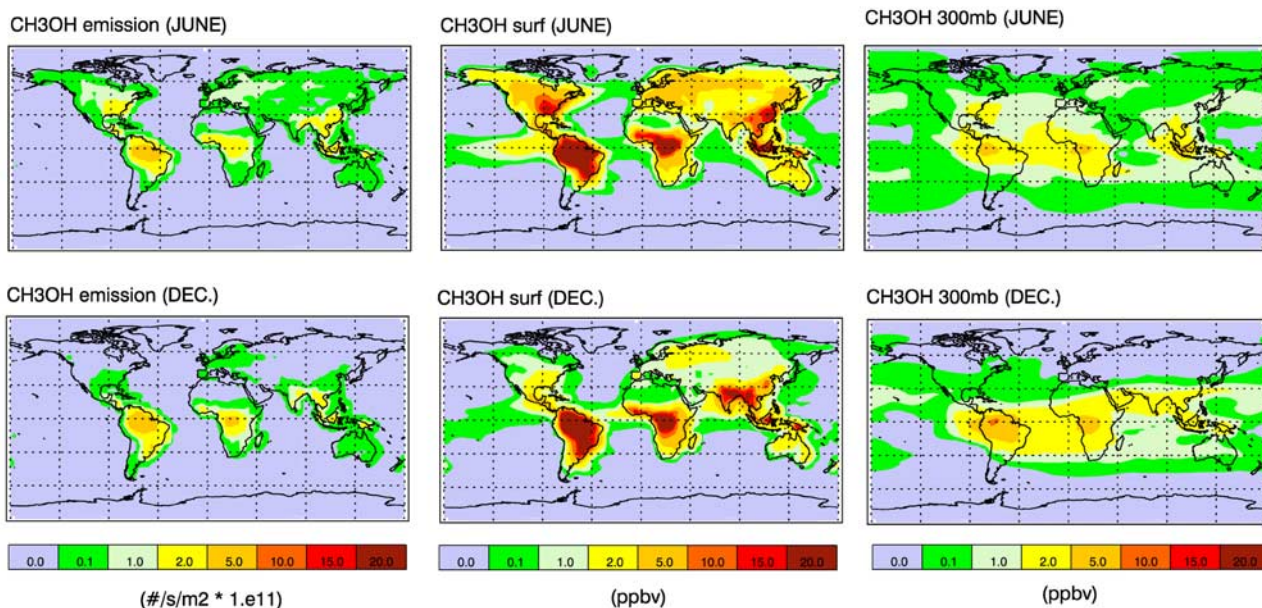 CH3OH emission (JUNE)
CH3OH surf (JUNE)
CH3OH 300mb (JUNE)
CH3OH emission (DEC.)
CH3OH surf (DEC.)
CH3OH 300mb (DEC.)
0.0 0.1 1.0 2.0 5.0 10.0 15.0 20.0
0.0 0.1 1.0 2.0 5.0 10.0 15.0 20.0
0.0 0.1 1.0 2.0 5.0 10.0 15.0 20.0
(#/s/m2 * 1.e11)
(ppbv)
(ppbv)